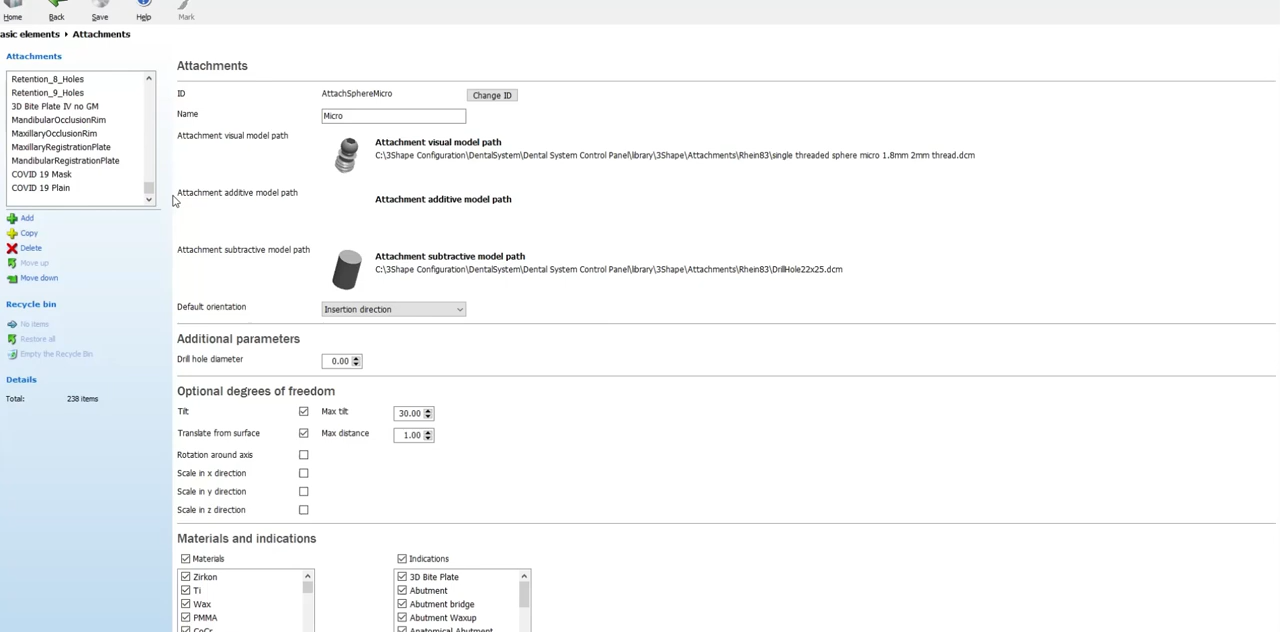 Home Back Save Help Mark
asic elements ▸ Attachments
Attachments
Retention_8_Holes
Retention_9_Holes
3D Bite Plate IV no GM
MandibularOcclusionRim
MaxillaryOcclusionRim
MaxillaryRegistrationPlate
MandibularRegistrationPlate
COVID 19 Mask
COVID 19 Plain
Add
Copy
Delete
Move up
Move down
Recycle bin
No items
Restore all
Empty the Recycle Bin
Details
Total: 238 items
Attachments
ID AttachSphereMicro Change ID
Name Micro
Attachment visual model path
Attachment visual model path
C:\3Shape Configuration\DentalSystem\Dental System Control Panel\library\3Shape\Attachments\Rhein83\single threaded sphere micro 1.8mm 2mm thread.dcm
Attachment additive model path
Attachment additive model path
Attachment subtractive model path
Attachment subtractive model path
C:\3Shape Configuration\DentalSystem\Dental System Control Panel\library\3Shape\Attachments\Rhein83\DrillHole22x25.dcm
Default orientation Insertion direction
Additional parameters
Drill hole diameter 0.00
Optional degrees of freedom
Tilt Max tilt 30.00
Translate from surface Max distance 1.00
Rotation around axis
Scale in x direction
Scale in y direction
Scale in z direction
Materials and indications
Materials
Zirkon
Ti
Wax
PMMA
CoCr
Indications
3D Bite Plate
Abutment
Abutment bridge
Abutment Waxup
Anatomical Abutment